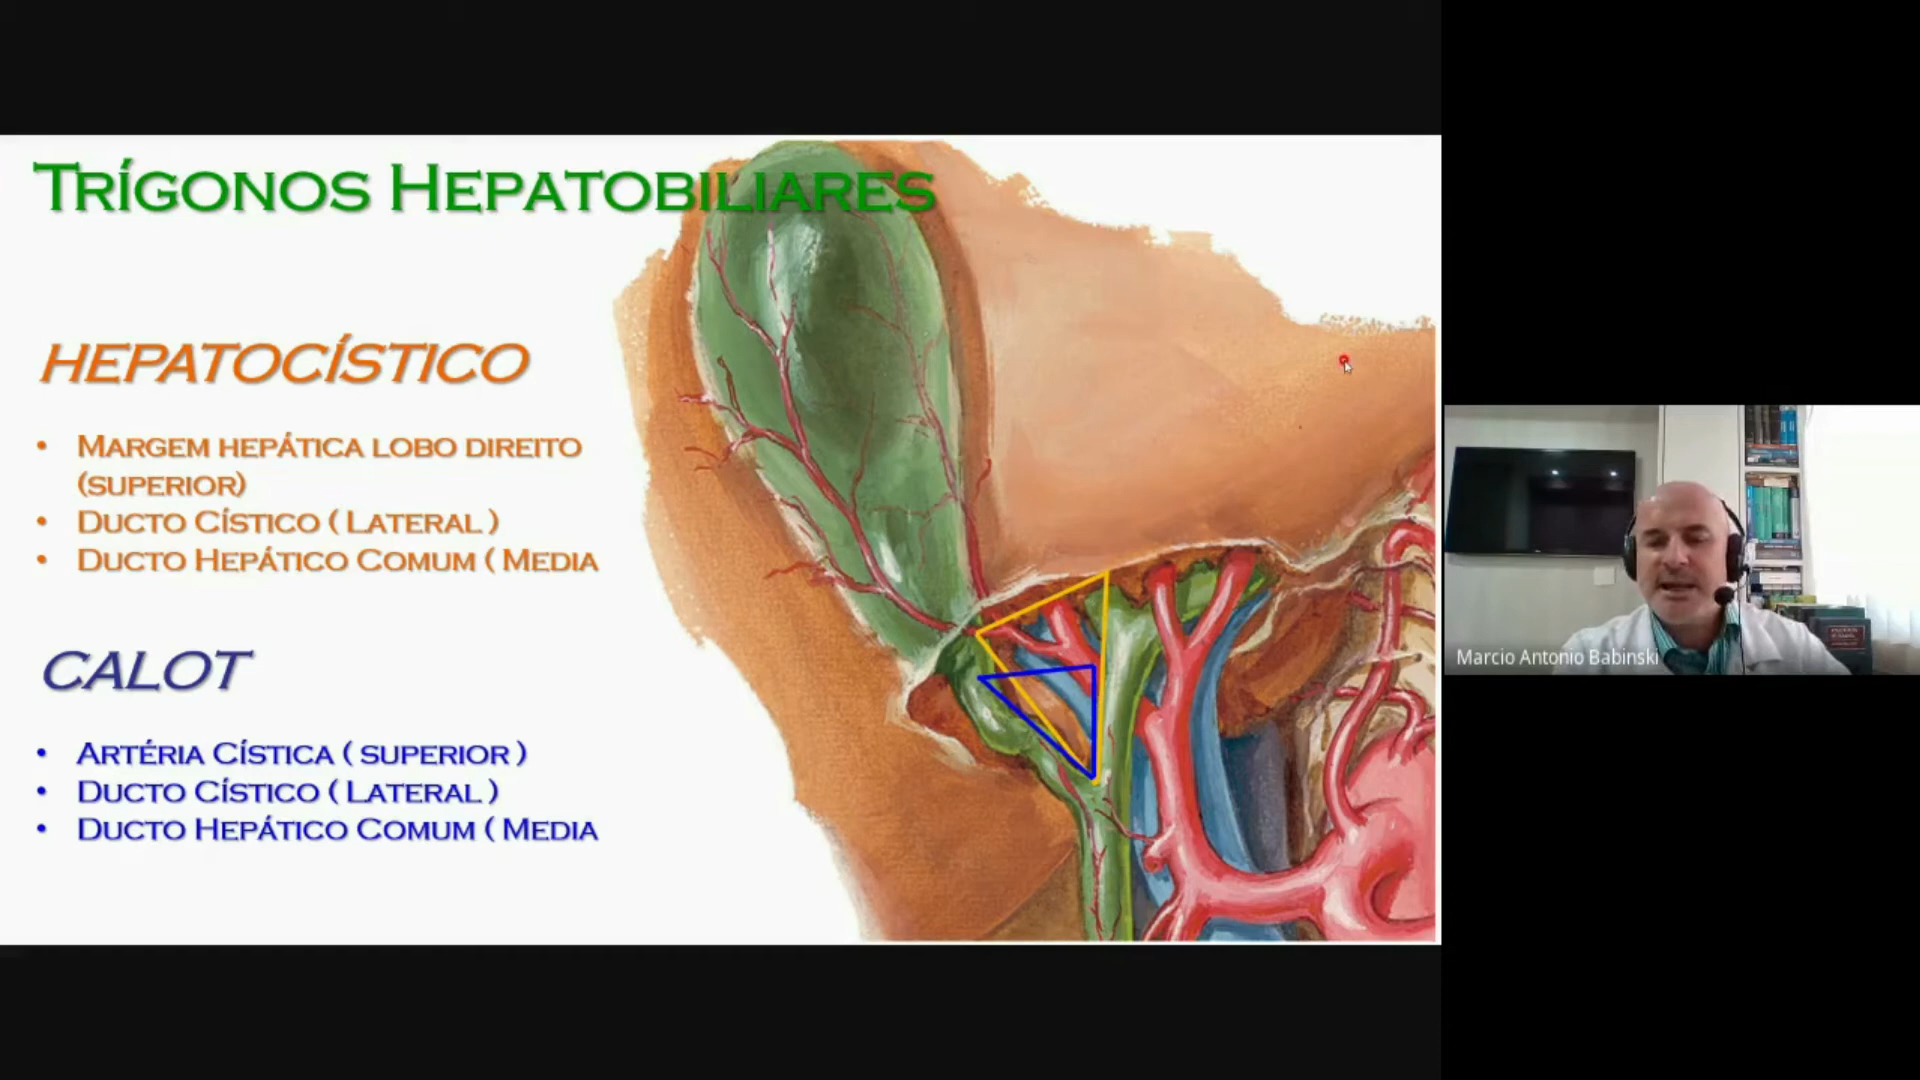 Trígonos Hepatobiliares
HEPATOCÍSTICO
• Margem hepática lobo direito
(superior)
• Ducto Cístico ( Lateral )
• Ducto Hepático Comum ( Media
CALOT
• Artéria Cística ( superior )
• Ducto Cístico ( Lateral )
• Ducto Hepático Comum ( Media
Marcio Antonio Babinski